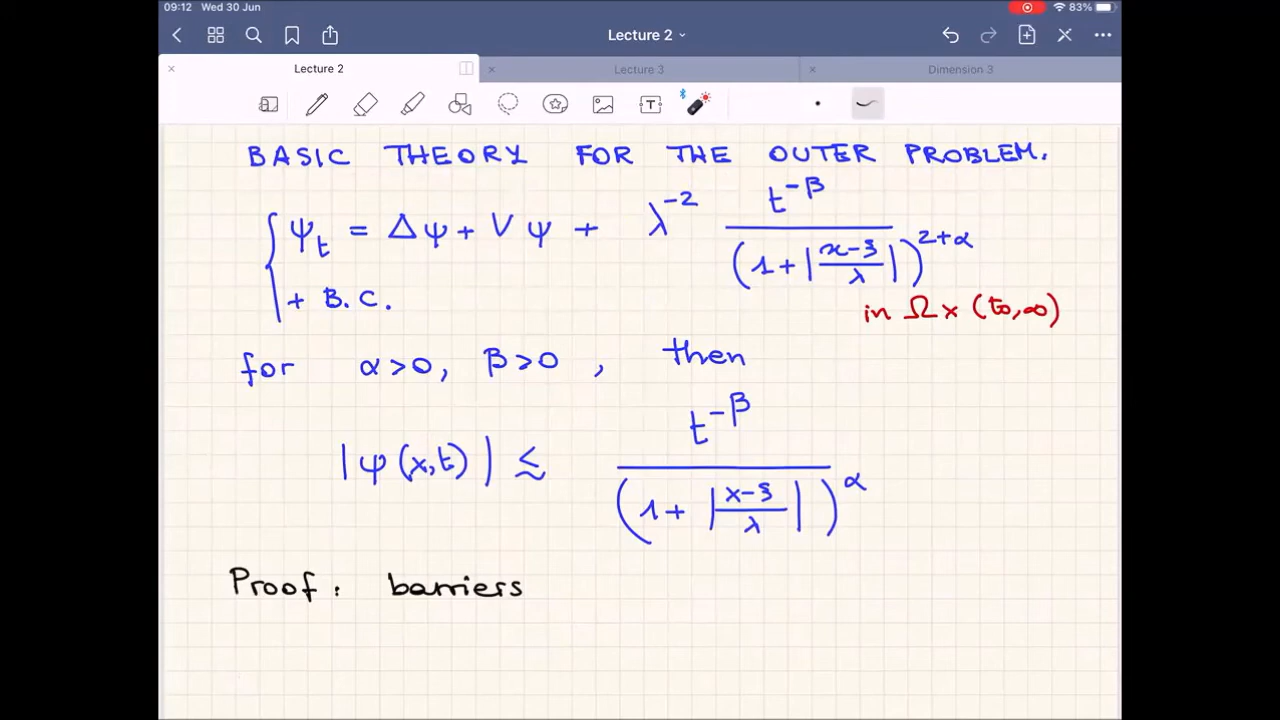 09:12 Wed 30 Jun 83%
Lecture 2
Lecture 2 Lecture 3 Dimension 3
BASIC THEORY FOR THE OUTER PROBLEM.
{ ψ_t = Δψ + Vψ + λ^{-2} t^{-β} / (1 + |(x-ξ)/λ|)^{2+α}
+ B.C.
in Ω × (t_0, ∞)
for α>0, β>0, then
|ψ(x,t)| ≲ t^{-β} / (1 + |(x-ξ)/λ|)^α
Proof: barriers